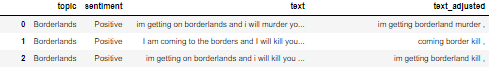 topic sentiment text text_adjusted
0 Borderlands Positive im getting on borderlands and i will murder yo... im getting borderland murder ,
1 Borderlands Positive I am coming to the borders and I will kill you... coming border kill ,
2 Borderlands Positive im getting on borderlands and i will kill you ... im getting borderland kill ,